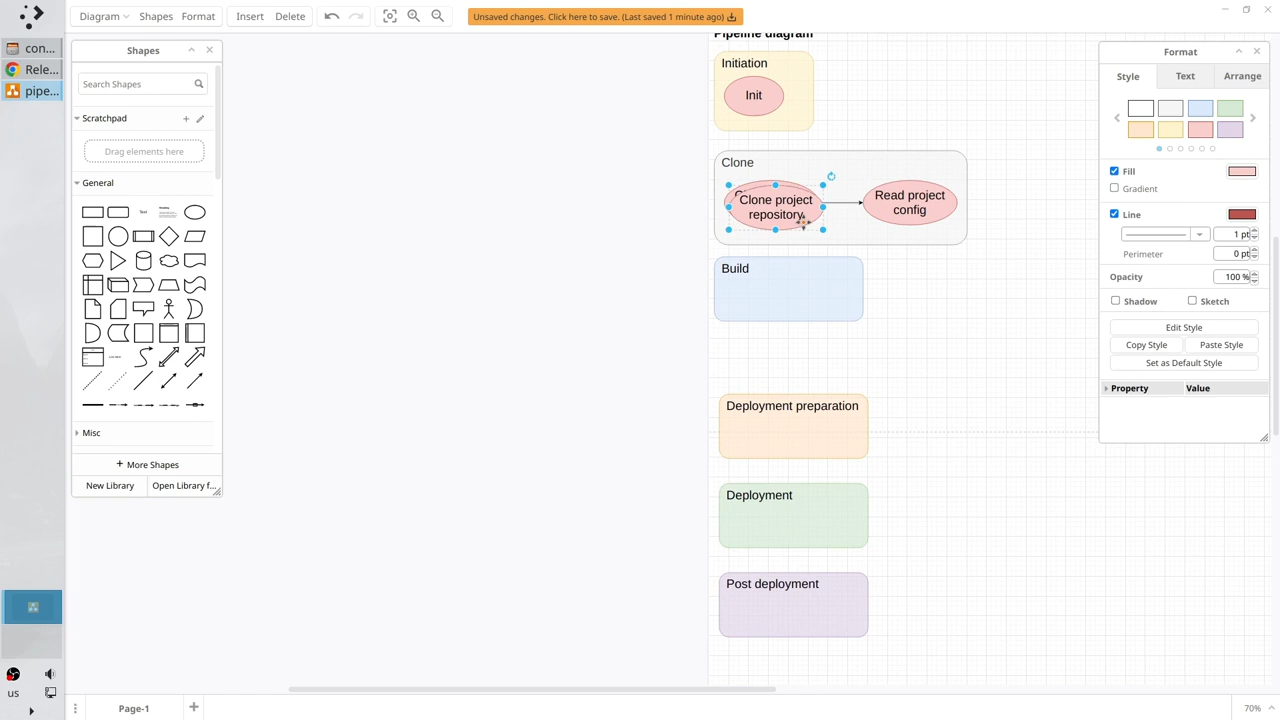 Diagram
Shapes
Format
Insert
Delete
Unsaved changes. Click here to save. (Last saved 1 minute ago)
con...
Rele...
pipe...
us
Shapes
Search Shapes
Scratchpad
Drag elements here
General
Text
Heading
Misc
More Shapes
New Library
Open Library f...
Pipeline diagram
Initiation
Init
Clone
Clone project
repository
Read project
config
Build
Deployment preparation
Deployment
Post deployment
Format
Style
Text
Arrange
Fill
Gradient
Line
1 pt
Perimeter
0 pt
Opacity
100 %
Shadow
Sketch
Edit Style
Copy Style
Paste Style
Set as Default Style
Property
Value
Page-1
70%